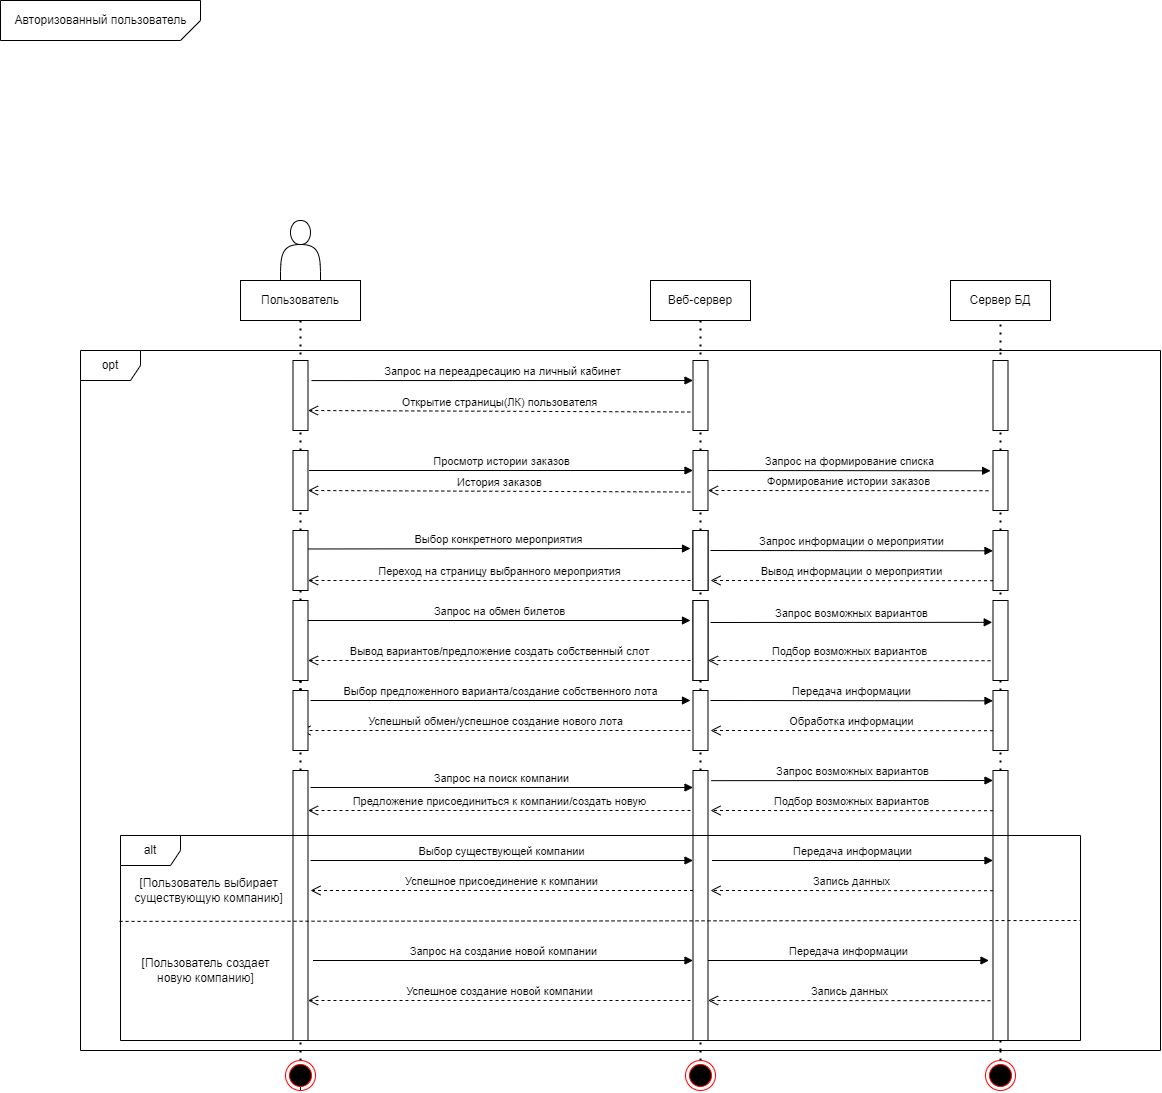 Авторизованный пользователь
Пользователь
Веб-сервер
Сервер БД
opt
Запрос на переадресацию на личный кабинет
Открытие страницы(ЛК) пользователя
Просмотр истории заказов
Запрос на формирование списка
История заказов
Формирование истории заказов
Выбор конкретного мероприятия
Запрос информации о мероприятии
Переход на страницу выбранного мероприятия
Вывод информации о мероприятии
Запрос на обмен билетов
Запрос возможных вариантов
Вывод вариантов/предложение создать собственный слот
Подбор возможных вариантов
Выбор предложенного варианта/создание собственного лота
Передача информации
Успешный обмен/успешное создание нового лота
Обработка информации
Запрос на поиск компании
Запрос возможных вариантов
Предложение присоединиться к компании/создать новую
Подбор возможных вариантов
alt
Выбор существующей компании
Передача информации
[Пользователь выбирает
существующую компанию]
Успешное присоединение к компании
Запись данных
Запрос на создание новой компании
Передача информации
[Пользователь создает
новую компанию]
Успешное создание новой компании
Запись данных